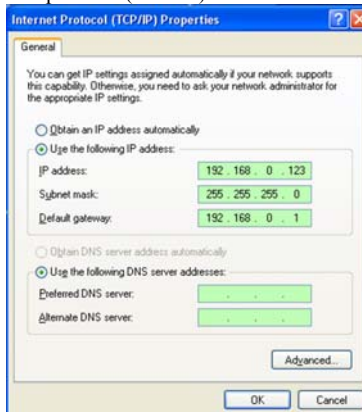 Internet Protocol (TCP/IP) Properties
General
You can get IP settings assigned automatically if your network supports
this capability. Otherwise, you need to ask your network administrator for
the appropriate IP settings.
Obtain an IP address automatically
Use the following IP address:
IP address: 192 . 168 . 0 . 123
Subnet mask: 255 . 255 . 255 . 0
Default gateway: 192 . 168 . 0 . 1
Obtain DNS server address automatically
Use the following DNS server addresses:
Preferred DNS server: . . .
Alternate DNS server: . . .
Advanced...
OK Cancel